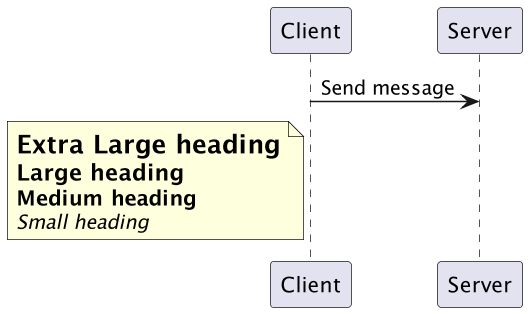 Client
Server
Send message
Extra Large heading
Large heading
Medium heading
Small heading
Client
Server